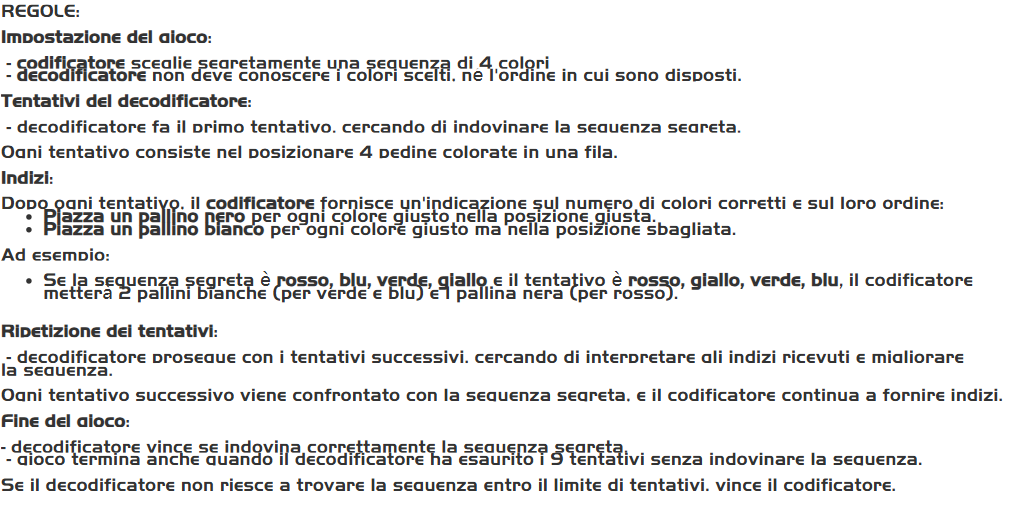 REGOLE:
Impostazione del gioco:
- codificatore sceglie segretamente una sequenza di 4 colori
- decodificatore non deve conoscere i colori scelti, né l'ordine in cui sono disposti.
Tentativi del decodificatore:
- decodificatore fa il primo tentativo, cercando di indovinare la sequenza segreta.
Ogni tentativo consiste nel posizionare 4 pedine colorate in una fila.
Indizi:
Dopo ogni tentativo, il codificatore fornisce un'indicazione sul numero di colori corretti e sul loro ordine:
• Piazza un pallino nero per ogni colore giusto nella posizione giusta.
• Piazza un pallino bianco per ogni colore giusto ma nella posizione sbagliata.
Ad esempio:
• Se la sequenza segreta è rosso, blu, verde, giallo e il tentativo è rosso, giallo, verde, blu, il codificatore
metterà 2 pallini bianche (per verde e blu) e 1 pallina nera (per rosso).
Ripetizione dei tentativi:
- decodificatore prosegue con i tentativi successivi, cercando di interpretare gli indizi ricevuti e migliorare
la sequenza.
Ogni tentativo successivo viene confrontato con la sequenza segreta, e il codificatore continua a fornire indizi.
Fine del gioco:
- decodificatore vince se indovina correttamente la sequenza segreta.
- gioco termina anche quando il decodificatore ha esaurito i 9 tentativi senza indovinare la sequenza.
Se il decodificatore non riesce a trovare la sequenza entro il limite di tentativi, vince il codificatore.